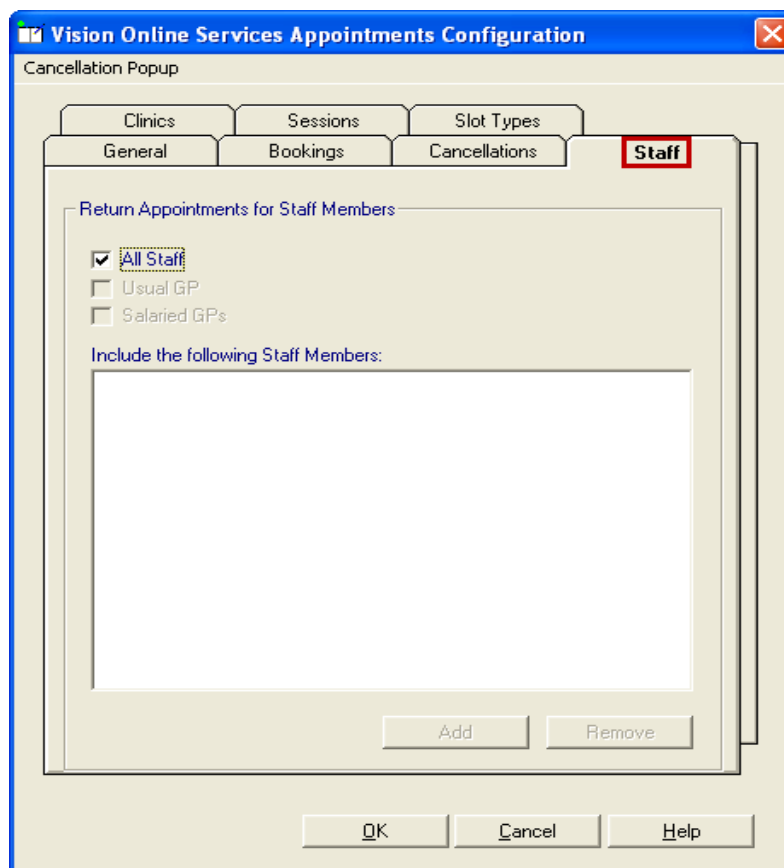 Vision Online Services Appointments Configuration
Cancellation Popup
Clinics Sessions Slot Types
General Bookings Cancellations Staff
Return Appointments for Staff Members
All Staff
Usual GP
Salaried GPs
Include the following Staff Members:
Add Remove
OK Cancel Help